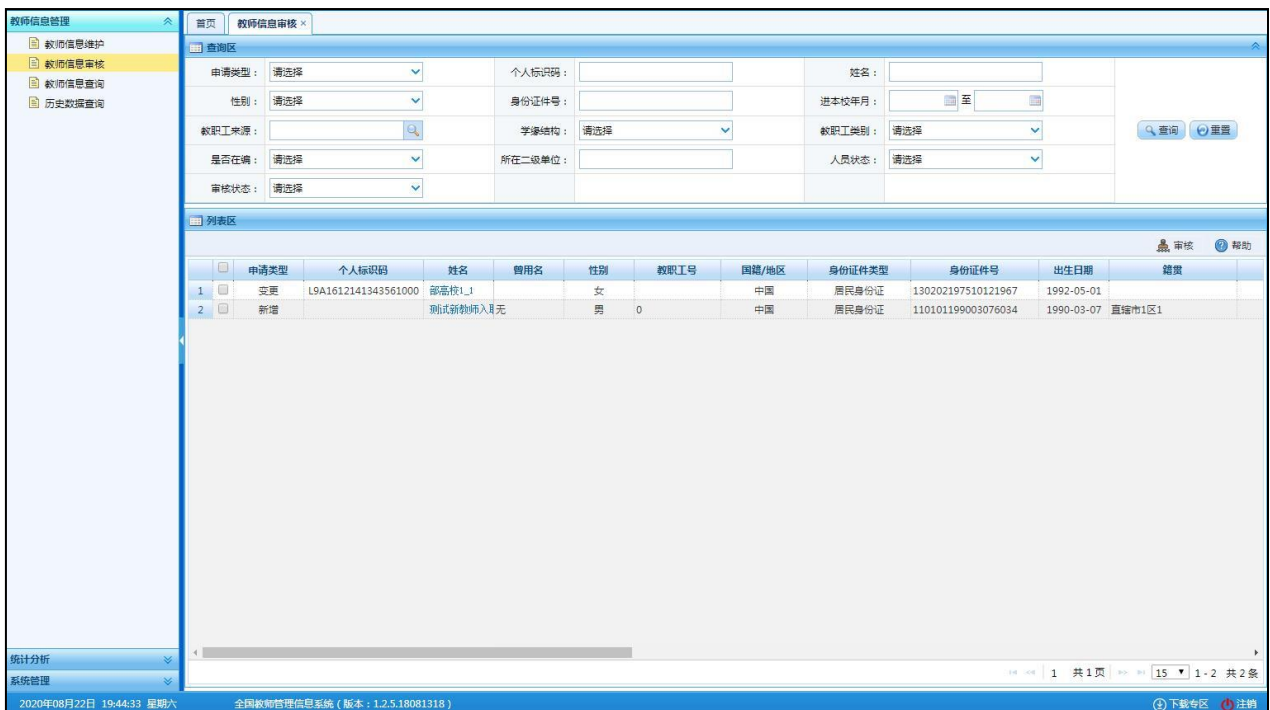 教师信息管理
首页 教师信息审核 ×
教师信息维护
教师信息审核
教师信息查询
历史数据查询
查询区
申请类型： 请选择 个人标识码： 姓名：
性别： 请选择 身份证件号： 进本校年月： 至
教职工来源： 学缘结构： 请选择 教职工类别： 请选择
查询 重置
是否在编： 请选择 所在二级单位： 人员状态： 请选择
审核状态： 请选择
列表区
审核 帮助
申请类型 个人标识码 姓名 曾用名 性别 教职工号 国籍/地区 身份证件类型 身份证件号 出生日期 籍贯
1 变更 L9A1612141343561000 部高校1_1 女 中国 居民身份证 130202197510121967 1992-05-01
2 新增 测试新教师入 无 男 0 中国 居民身份证 110101199003076034 1990-03-07 直辖市1区1
统计分析
系统管理
1 共1页 15 1 - 2 共2条
2020年08月22日 19:44:33 星期六 全国教师管理信息系统（版本：1.2.5.18081318） 下载专区 注销